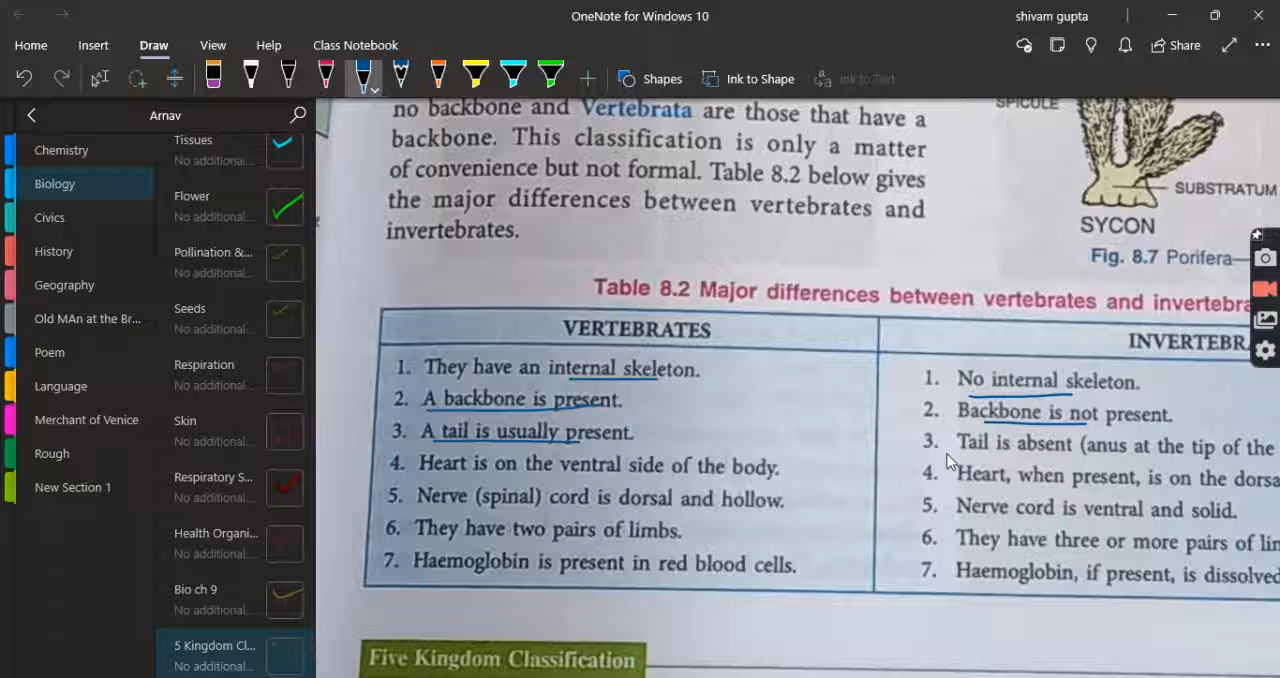 OneNote for Windows 10
shivam gupta
Home
Insert
Draw
View
Help
Class Notebook
Share
Shapes
Ink to Shape
Ink to Text
Arnav
Chemistry
Biology
Civics
History
Geography
Old MAn at the Br...
Poem
Language
Merchant of Venice
Rough
New Section 1
Tissues
No additional...
Flower
No additional...
Pollination &...
No additional...
Seeds
No additional...
Respiration
No additional...
Skin
No additional...
Respiratory S...
No additional...
Health Organi...
No additional...
Bio ch 9
No additional...
5 Kingdom Cl...
No additional...
no backbone and Vertebrata are those that have a
backbone. This classification is only a matter
of convenience but not formal. Table 8.2 below gives
the major differences between vertebrates and
invertebrates.
SPICULE
SUBSTRATUM
SYCON
Fig. 8.7 Porifera—
Table 8.2 Major differences between vertebrates and invertebra
VERTEBRATES
1. They have an internal skeleton.
2. A backbone is present.
3. A tail is usually present.
4. Heart is on the ventral side of the body.
5. Nerve (spinal) cord is dorsal and hollow.
6. They have two pairs of limbs.
7. Haemoglobin is present in red blood cells.
INVERTEBR
1. No internal skeleton.
2. Backbone is not present.
3. Tail is absent (anus at the tip of the
4. Heart, when present, is on the dorsa
5. Nerve cord is ventral and solid.
6. They have three or more pairs of lim
7. Haemoglobin, if present, is dissolved
Five Kingdom Classification